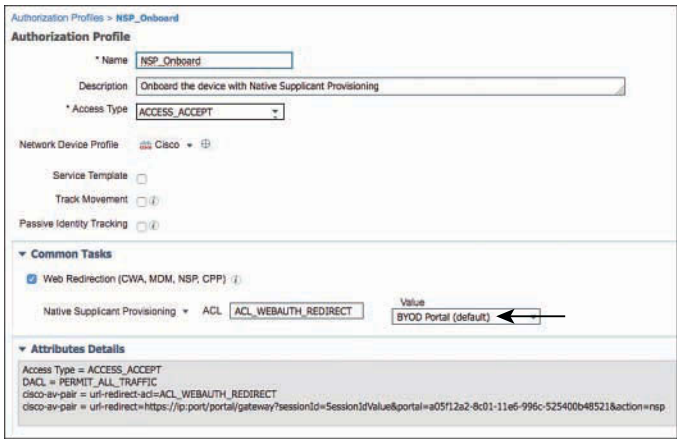 Authorization Profiles > NSP_Onboard
Authorization Profile
* Name NSP_Onboard
Description Onboard the device with Native Supplicant Provisioning
* Access Type ACCESS_ACCEPT
Network Device Profile Cisco
Service Template
Track Movement
Passive Identity Tracking
Common Tasks
Web Redirection (CWA, MDM, NSP, CPP)
Value
Native Supplicant Provisioning ACL ACL_WEBAUTH_REDIRECT BYOD Portal (default)
Attributes Details
Access Type = ACCESS_ACCEPT
DACL = PERMIT_ALL_TRAFFIC
cisco-av-pair = url-redirect-acl=ACL_WEBAUTH_REDIRECT
cisco-av-pair = url-redirect=https://ip:port/portal/gateway?sessionId=SessionIdValue&portal=a05f12a2-8c01-11e6-996c-525400b48521&action=nsp